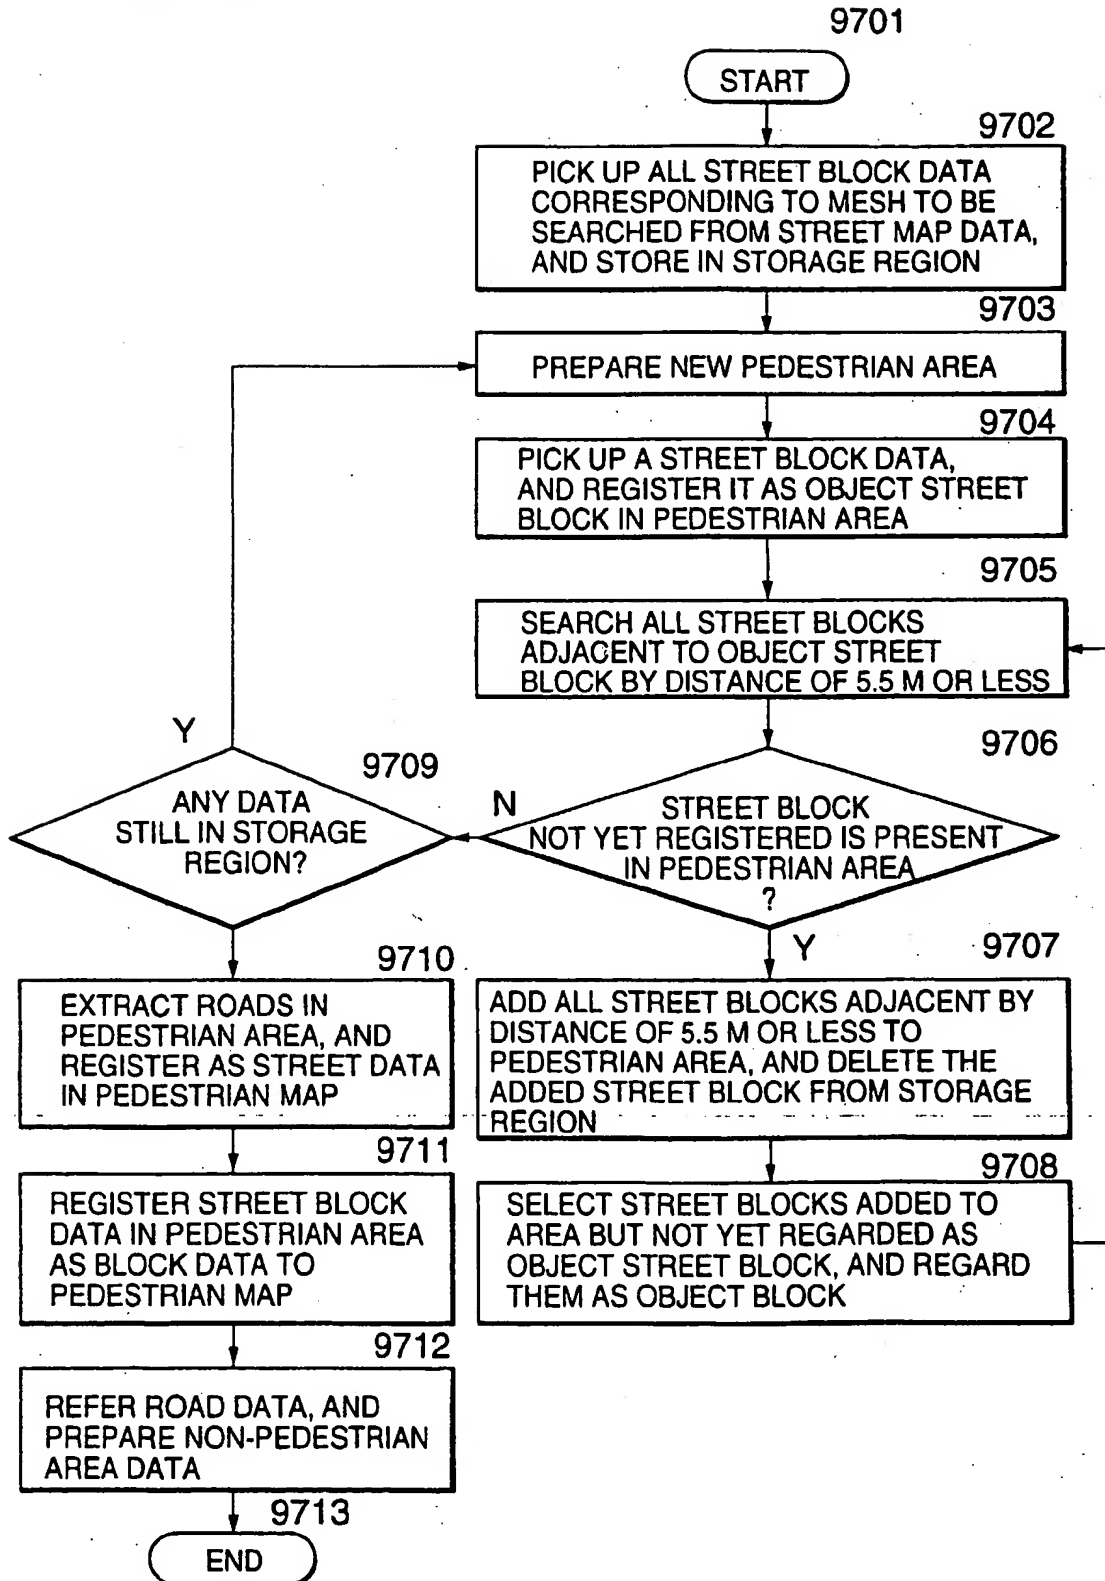 9701
START
9702
PICK UP ALL STREET BLOCK DATA
CORRESPONDING TO MESH TO BE
SEARCHED FROM STREET MAP DATA,
AND STORE IN STORAGE REGION
9703
PREPARE NEW PEDESTRIAN AREA
9704
PICK UP A STREET BLOCK DATA,
AND REGISTER IT AS OBJECT STREET
BLOCK IN PEDESTRIAN AREA
9705
SEARCH ALL STREET BLOCKS
ADJACENT TO OBJECT STREET
BLOCK BY DISTANCE OF 5.5 M OR LESS
9706
STREET BLOCK
NOT YET REGISTERED IS PRESENT
IN PEDESTRIAN AREA
?
N
Y
9707
ADD ALL STREET BLOCKS ADJACENT BY
DISTANCE OF 5.5 M OR LESS TO
PEDESTRIAN AREA, AND DELETE THE
ADDED STREET BLOCK FROM STORAGE
REGION
9708
SELECT STREET BLOCKS ADDED TO
AREA BUT NOT YET REGARDED AS
OBJECT STREET BLOCK, AND REGARD
THEM AS OBJECT BLOCK
Y
9709
ANY DATA
STILL IN STORAGE
REGION?
9710
EXTRACT ROADS IN
PEDESTRIAN AREA, AND
REGISTER AS STREET DATA
IN PEDESTRIAN MAP
9711
REGISTER STREET BLOCK
DATA IN PEDESTRIAN AREA
AS BLOCK DATA TO
PEDESTRIAN MAP
9712
REFER ROAD DATA, AND
PREPARE NON-PEDESTRIAN
AREA DATA
9713
END